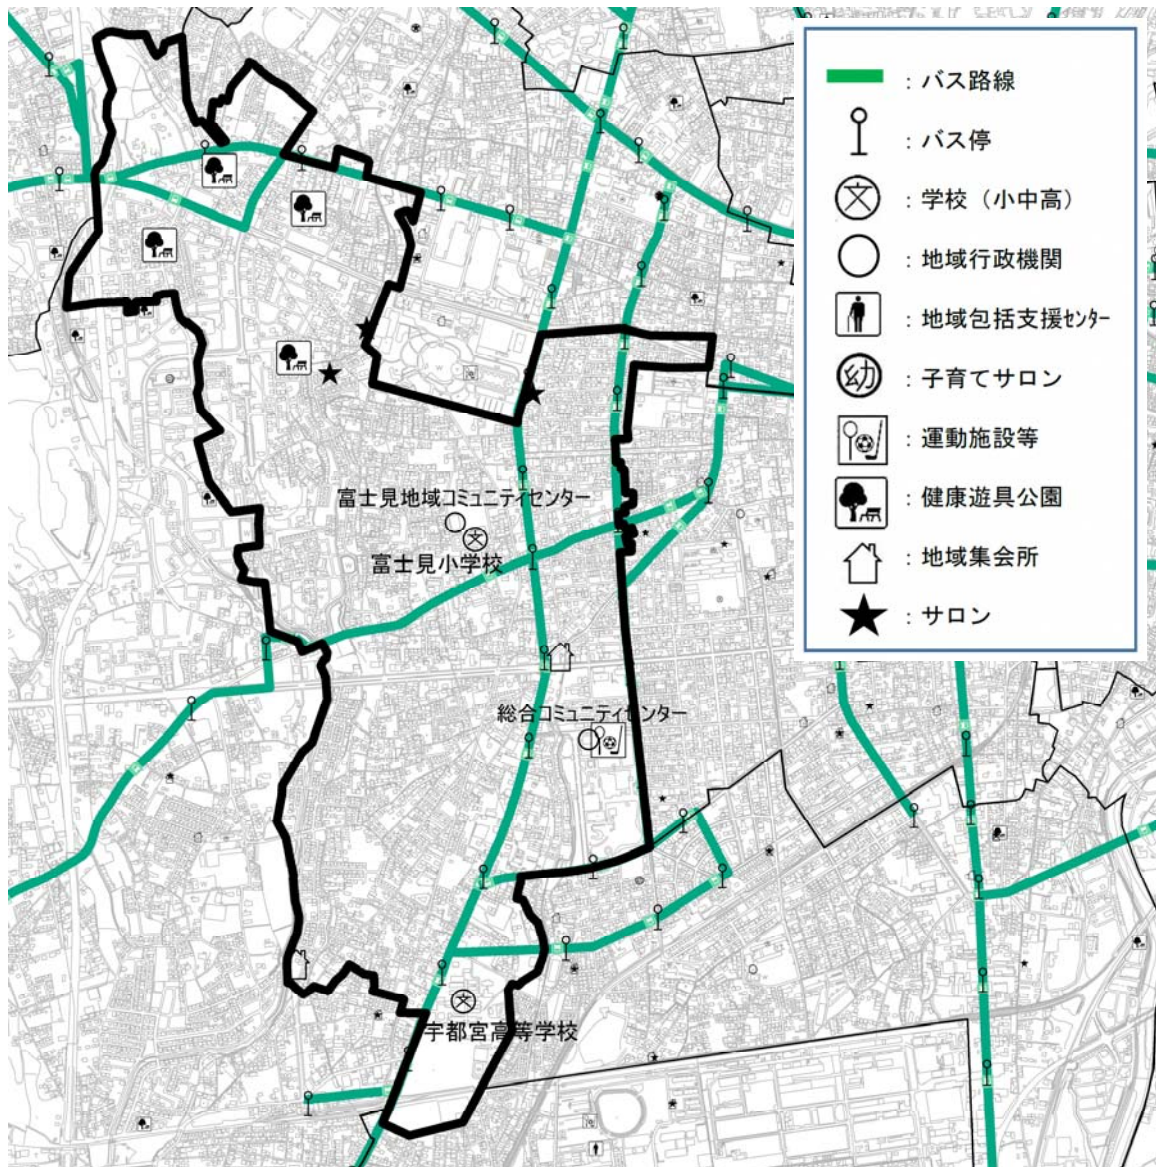 ：バス路線
：バス停
文：学校（小中高）
：地域行政機関
：地域包括支援センター
幼：子育てサロン
：運動施設等
：健康遊具公園
：地域集会所
：サロン
富士見地域コミュニティセンター
文
富士見小学校
総合コミュニティセンター
文
宇都宮高等学校